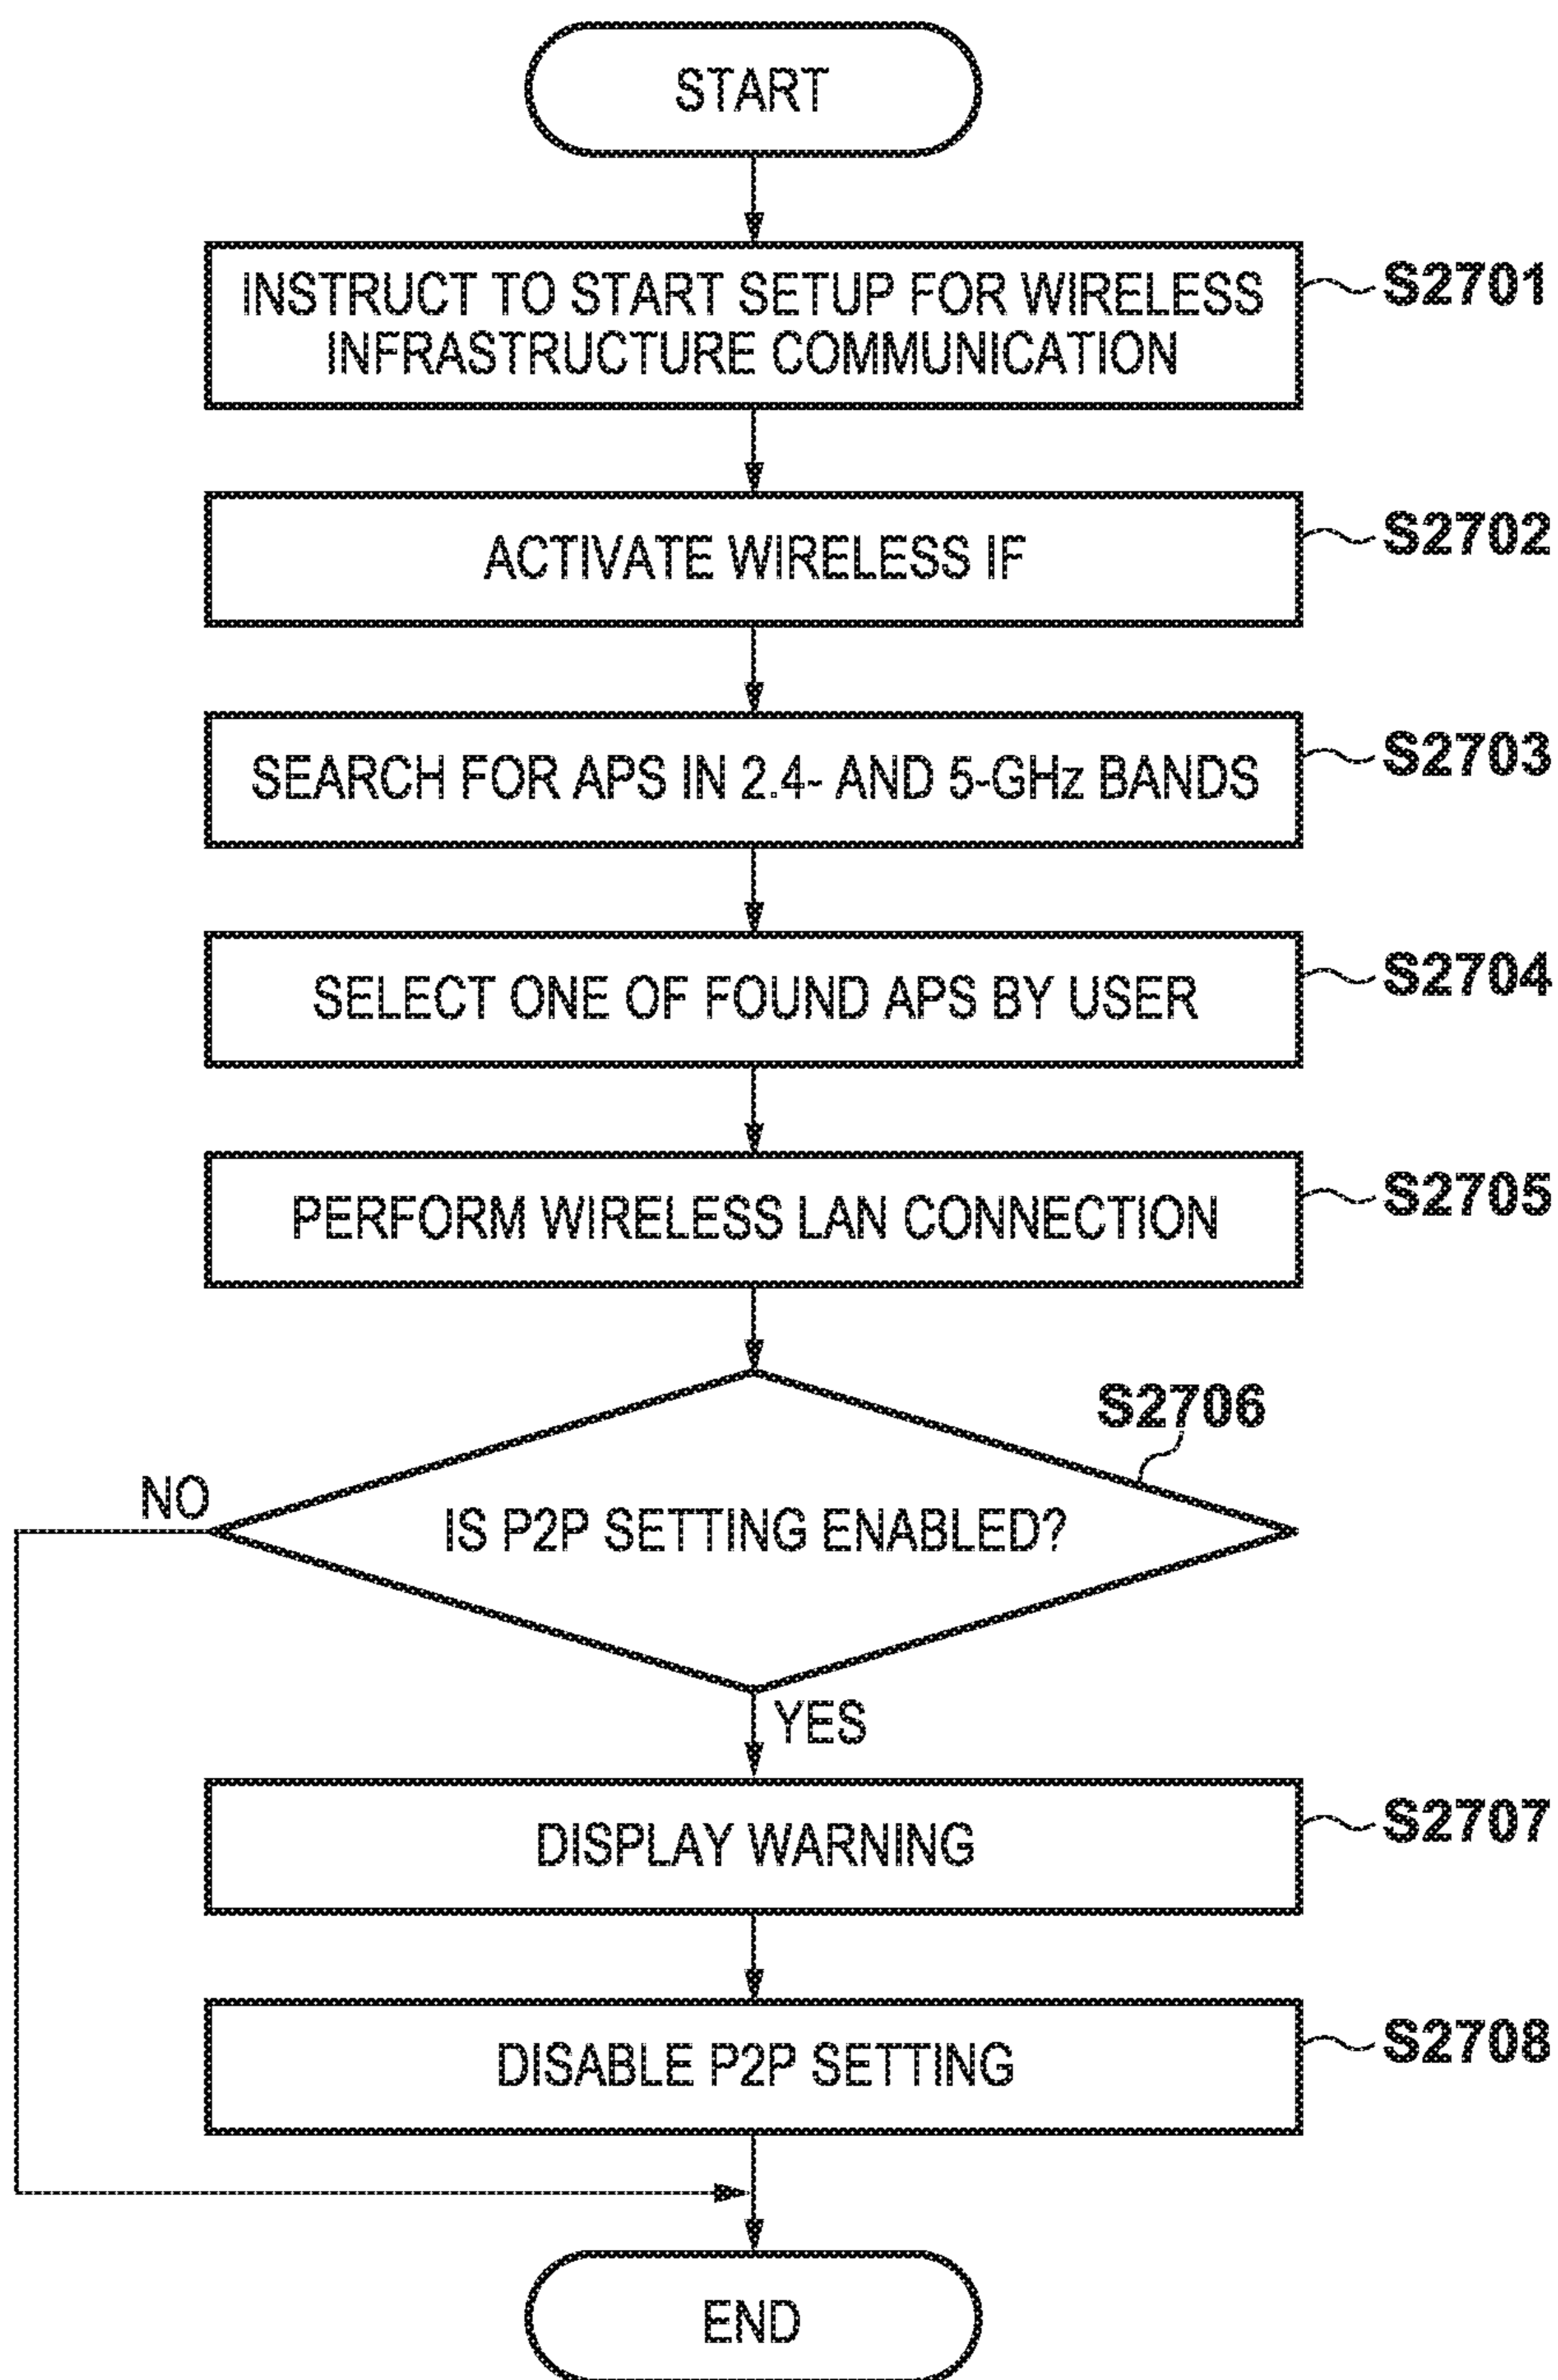 START
INSTRUCT TO START SETUP FOR WIRELESS
INFRASTRUCTURE COMMUNICATION
S2701
ACTIVATE WIRELESS IF
S2702
SEARCH FOR APS IN 2.4- AND 5-GHz BANDS
S2703
SELECT ONE OF FOUND APS BY USER
S2704
PERFORM WIRELESS LAN CONNECTION
S2705
S2706
NO
IS P2P SETTING ENABLED?
YES
DISPLAY WARNING
S2707
DISABLE P2P SETTING
S2708
END